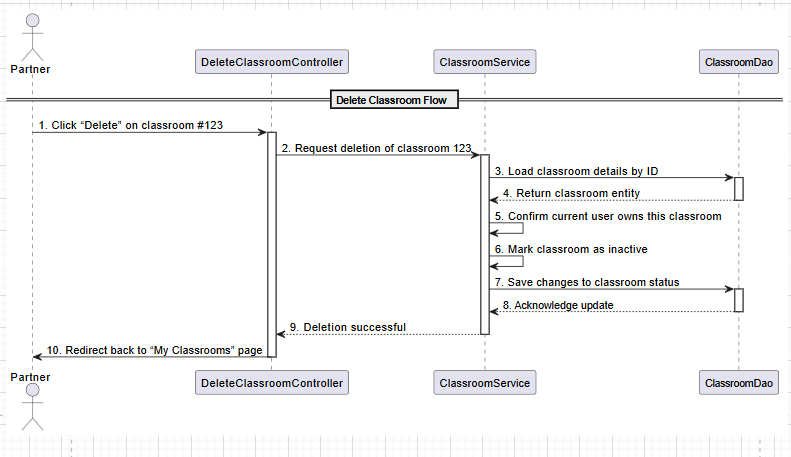 Partner
DeleteClassroomController
ClassroomService
ClassroomDao
Delete Classroom Flow
1. Click “Delete” on classroom #123
2. Request deletion of classroom 123
3. Load classroom details by ID
4. Return classroom entity
5. Confirm current user owns this classroom
6. Mark classroom as inactive
7. Save changes to classroom status
8. Acknowledge update
9. Deletion successful
10. Redirect back to “My Classrooms” page
Partner
DeleteClassroomController
ClassroomService
ClassroomDao